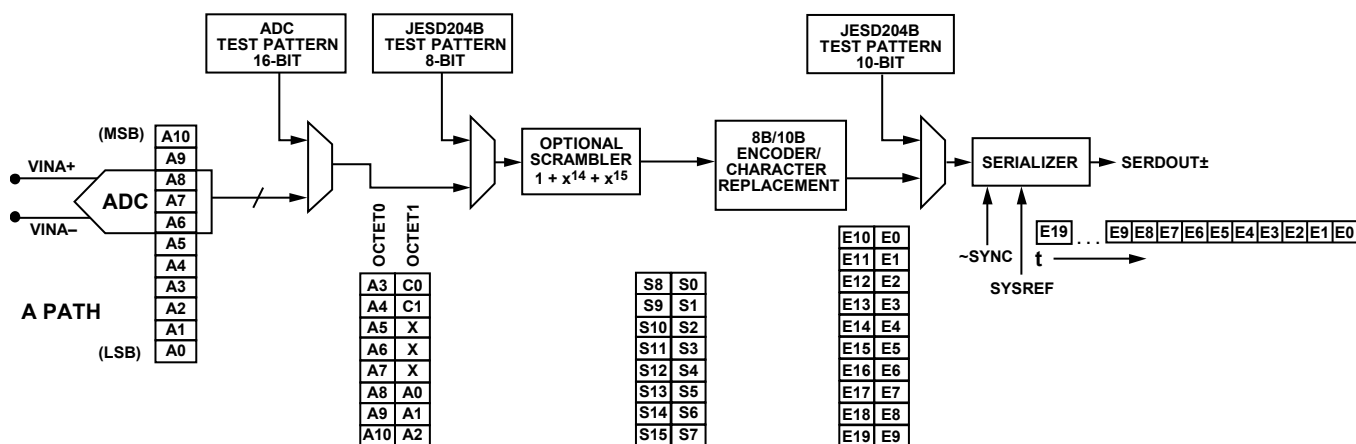 ADC
TEST PATTERN
16-BIT
JESD204B
TEST PATTERN
8-BIT
JESD204B
TEST PATTERN
10-BIT
(MSB)
A10
A9
A8
A7
A6
A5
A4
A3
A2
A1
A0
(LSB)
VINA+
ADC
VINA–
A PATH
OPTIONAL
SCRAMBLER
1 + x14 + x15
8B/10B
ENCODER/
CHARACTER
REPLACEMENT
SERIALIZER
SERDOUT±
~SYNC
SYSREF
E19 . . . E9 E8 E7 E6 E5 E4 E3 E2 E1 E0
t
OCTET0
OCTET1
A3 C0
A4 C1
A5 X
A6 X
A7 X
A8 A0
A9 A1
A10 A2
S8 S0
S9 S1
S10 S2
S11 S3
S12 S4
S13 S5
S14 S6
S15 S7
E10 E0
E11 E1
E12 E2
E13 E3
E14 E4
E15 E5
E16 E6
E17 E7
E18 E8
E19 E9